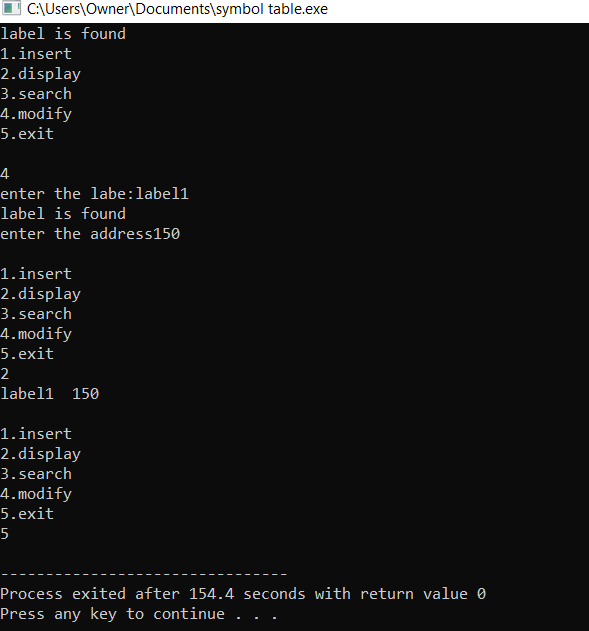 C:\Users\Owner\Documents\symbol table.exe
label is found
1.insert
2.display
3.search
4.modify
5.exit
4
enter the labe:label1
label is found
enter the address150
1.insert
2.display
3.search
4.modify
5.exit
2
label1  150
1.insert
2.display
3.search
4.modify
5.exit
5
--------------------------------
Process exited after 154.4 seconds with return value 0
Press any key to continue . . .